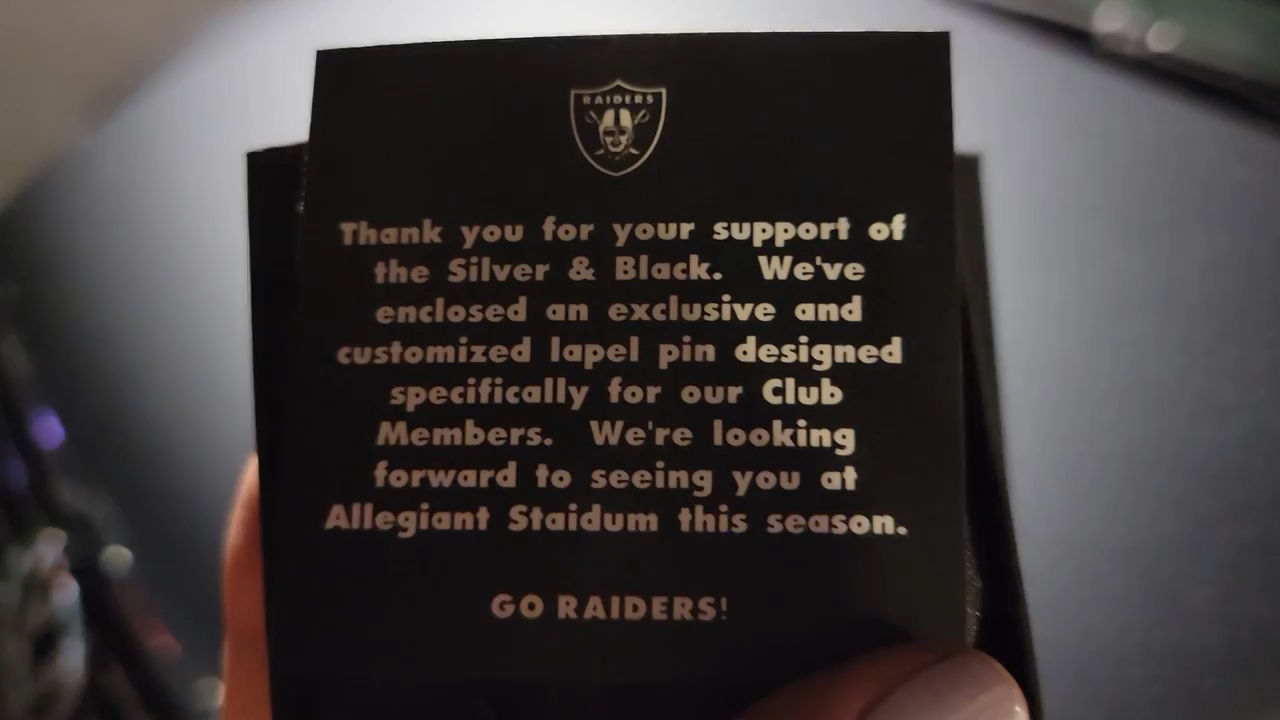 RAIDERS
Thank you for your support of
the Silver & Black. We've
enclosed an exclusive and
customized lapel pin designed
specifically for our Club
Members. We're looking
forward to seeing you at
Allegiant Staidum this season.
GO RAIDERS!